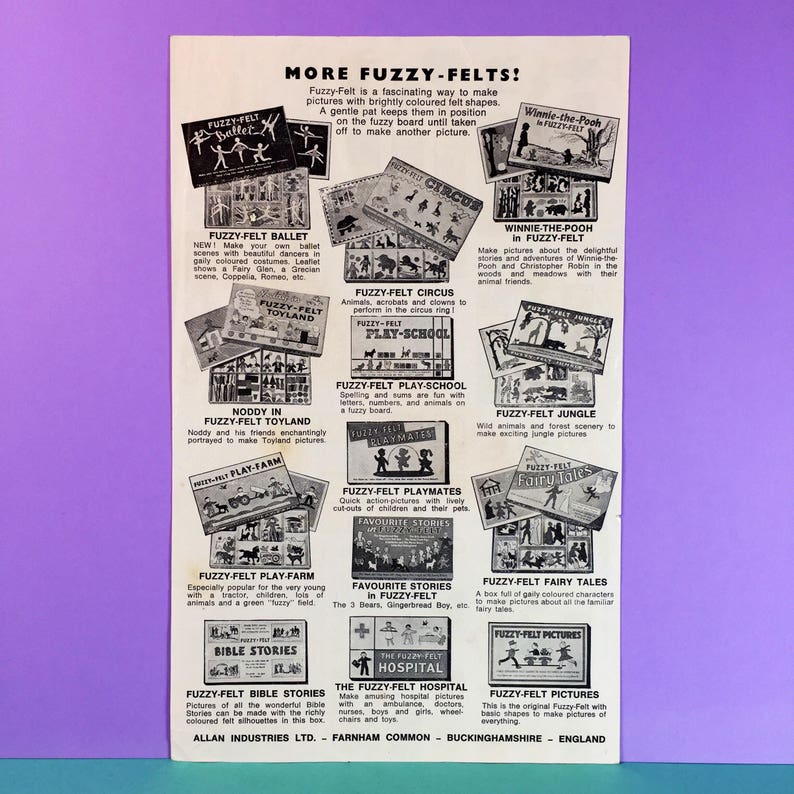 MORE FUZZY-FELTS!
Fuzzy-Felt is a fascinating way to make
pictures with brightly coloured felt shapes.
A gentle pat keeps them in position
on the fuzzy board until taken
off to make another picture.
FUZZY-FELT
Ballet
FUZZY-FELT BALLET
NEW! Make your own ballet
scenes with beautiful dancers in
gaily coloured costumes. Leaflet
shows a Fairy Glen, a Grecian
scene, Coppelia, Romeo, etc.
FUZZY-FELT CIRCUS
FUZZY-FELT CIRCUS
Animals, acrobats and clowns to
perform in the circus ring!
Winnie-the-Pooh
in FUZZY-FELT
WINNIE-THE-POOH
in FUZZY-FELT
Make pictures about the delightful
stories and adventures of Winnie-the-
Pooh and Christopher Robin in the
woods and meadows with their
animal friends.
Noddy in
FUZZY-FELT
TOYLAND
NODDY IN
FUZZY-FELT TOYLAND
Noddy and his friends enchantingly
portrayed to make Toyland pictures.
FUZZY-FELT
PLAY-SCHOOL
FUZZY-FELT PLAY-SCHOOL
Spelling and sums are fun with
letters, numbers, and animals on
a fuzzy board.
FUZZY-FELT JUNGLE
FUZZY-FELT JUNGLE
Wild animals and forest scenery to
make exciting jungle pictures
FUZZY-FELT
PLAYMATES
FUZZY-FELT PLAYMATES
Quick action-pictures with lively
cut-outs of children and their pets.
FUZZY-FELT PLAY-FARM
FUZZY-FELT PLAY-FARM
Especially popular for the very young
with a tractor, children, lots of
animals and a green "fuzzy" field.
FAVOURITE STORIES
in FUZZY-FELT
FAVOURITE STORIES
in FUZZY-FELT
The 3 Bears, Gingerbread Boy, etc.
FUZZY-FELT
Fairy Tales
FUZZY-FELT FAIRY TALES
A box full of gaily coloured characters
to make pictures about all the familiar
fairy tales.
FUZZY-FELT
BIBLE STORIES
FUZZY-FELT BIBLE STORIES
Pictures of all the wonderful Bible
Stories can be made with the richly
coloured felt silhouettes in this box.
THE FUZZY-FELT
HOSPITAL
THE FUZZY-FELT HOSPITAL
Make amusing hospital pictures
with an ambulance, doctors,
nurses, boys and girls, wheel-
chairs and toys.
FUZZY-FELT PICTURES
FUZZY-FELT PICTURES
This is the original Fuzzy-Felt with
basic shapes to make pictures of
everything.
ALLAN INDUSTRIES LTD. – FARNHAM COMMON – BUCKINGHAMSHIRE – ENGLAND